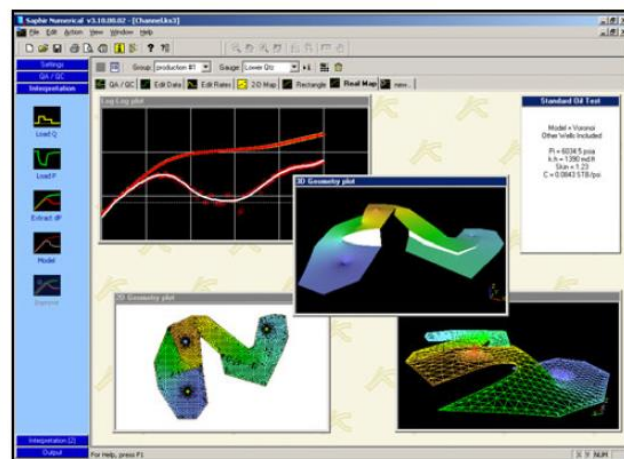 Saphir Numerical v3.10.00.02 - [Channel.ks3]
File Edit Action View Window Help
Settings
QA / QC
Interpretation
Load Q
Load P
Extract dP
Model
Improve
Interpretation (2)
Output
Group: production #1 Gauge: Lower Qtz
QA / QC Edit Data Edit Rates 2-D Map Rectangle Real Map new...
Log-Log plot
Standard Oil Test
Model = Voronoi
Other Wells Included
Pi = 6034.5 psia
k.h = 1390 md.ft
Skin = 1.23
C = 0.0043 STB/psi
3D Geometry plot
2D Geometry plot
For Help, press F1
X Y NUM